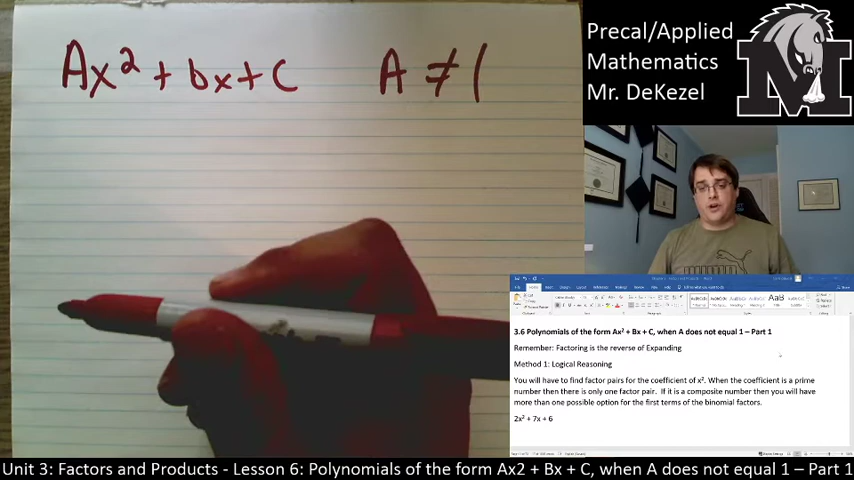 Ax² + bx + C A ≠ 1
Precal/Applied
Mathematics
Mr. DeKezel
3.6 Polynomials of the form Ax² + Bx + C, when A does not equal 1 – Part 1
Remember: Factoring is the reverse of Expanding
Method 1: Logical Reasoning
You will have to find factor pairs for the coefficient of x². When the coefficient is a prime
number then there is only one factor pair. If it is a composite number then you will have
more than one possible option for the first terms of the binomial factors.
2x² + 7x + 6
Unit 3: Factors and Products - Lesson 6: Polynomials of the form Ax2 + Bx + C, when A does not equal 1 – Part 1